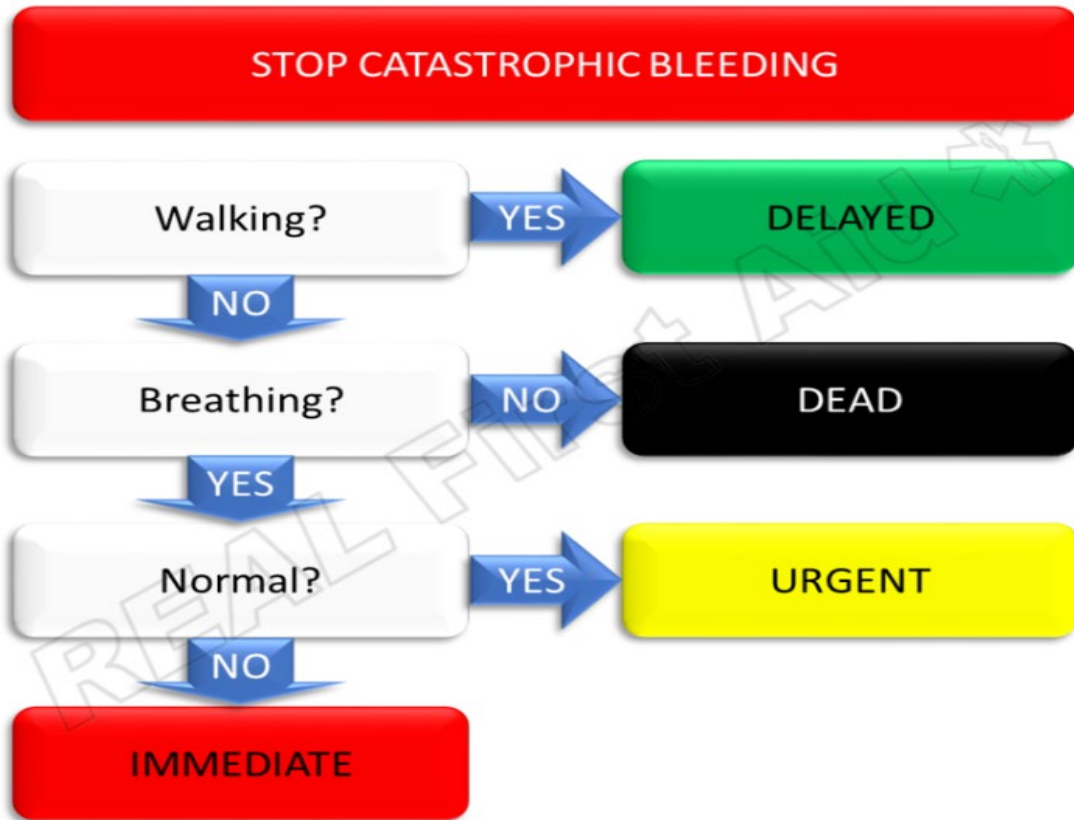 STOP CATASTROPHIC BLEEDING
Walking?
YES
DELAYED
NO
Breathing?
NO
DEAD
YES
Normal?
YES
URGENT
NO
IMMEDIATE
REAL First Aid *